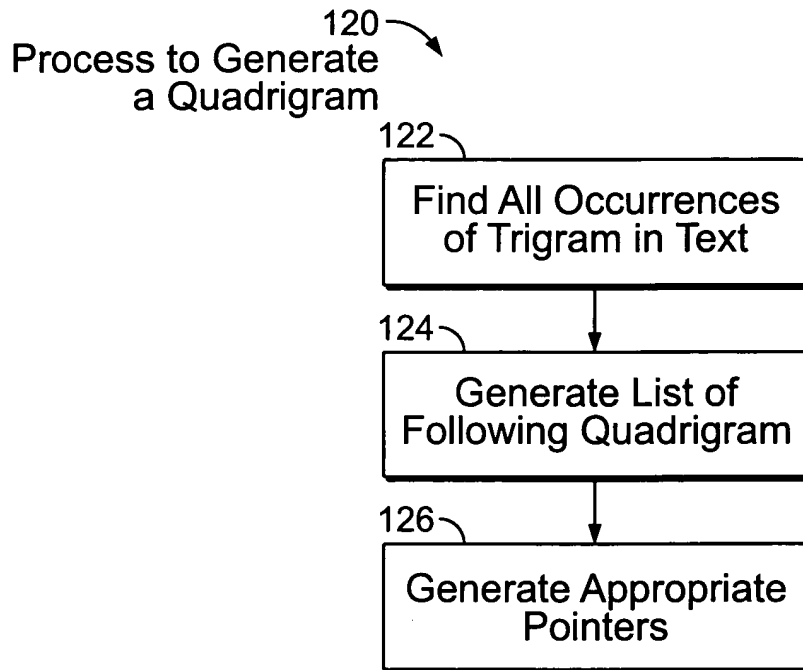 120
Process to Generate
a Quadrigram
122
Find All Occurrences
of Trigram in Text
124
Generate List of
Following Quadrigram
126
Generate Appropriate
Pointers